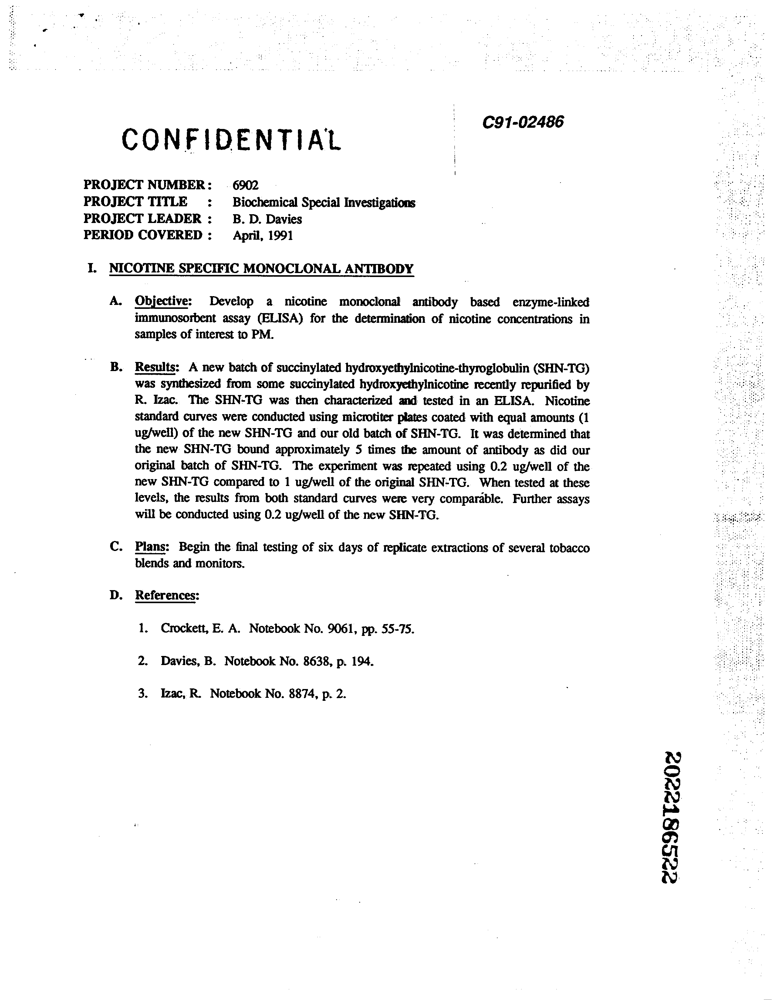 C91-02486
CONFIDENTIAL
PROJECT NUMBER: 6902
PROJECT TITLE : Biochemical Special Investigations
PROJECT LEADER : B. D. Davies
PERIOD COVERED : April, 1991
I. NICOTINE SPECIFIC MONOCLONAL ANTIBODY
A. Objective: Develop a nicotine monoclonal antibody based enzyme-linked
immunosorbent assay (ELISA) for the determination of nicotine concentrations in
samples of interest to PM.
B. Results: A new batch of succinylated hydroxyethylnicotine-thyroglobulin (SHN-TG)
was synthesized from some succinylated hydroxyethylnicotine recently repurified by
R. Izac. The SHN-TG was then characterized and tested in an ELISA. Nicotine
standard curves were conducted using microtiter plates coated with equal amounts (1
ug/well) of the new SHN-TG and our old batch of SHN-TG. It was determined that
the new SHN-TG bound approximately 5 times the amount of antibody as did our
original batch of SHN-TG. The experiment was repeated using 0.2 ug/well of the
new SHN-TG compared to 1 ug/well of the original SHN-TG. When tested at these
levels, the results from both standard curves were very comparable. Further assays
will be conducted using 0.2 ug/well of the new SHN-TG.
C. Plans: Begin the final testing of six days of replicate extractions of several tobacco
blends and monitors.
D. References:
1. Crockett, E. A. Notebook No. 9061, pp. 55-75.
2. Davies, B. Notebook No. 8638, p. 194.
3. Izac, R. Notebook No. 8874, p. 2.
2022186522